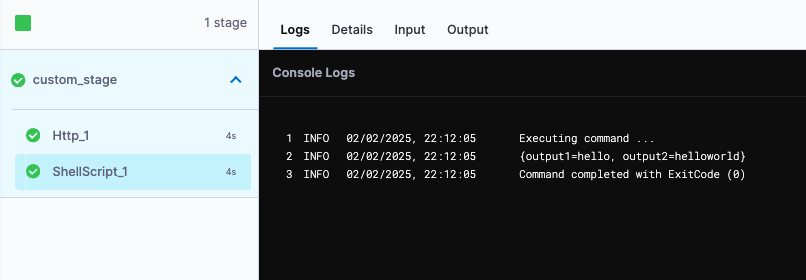 1 stage
custom_stage
Http_1 4s
ShellScript_1 4s
Logs Details Input Output
Console Logs
1 INFO 02/02/2025, 22:12:05 Executing command ...
2 INFO 02/02/2025, 22:12:05 {output1=hello, output2=helloworld}
3 INFO 02/02/2025, 22:12:05 Command completed with ExitCode (0)